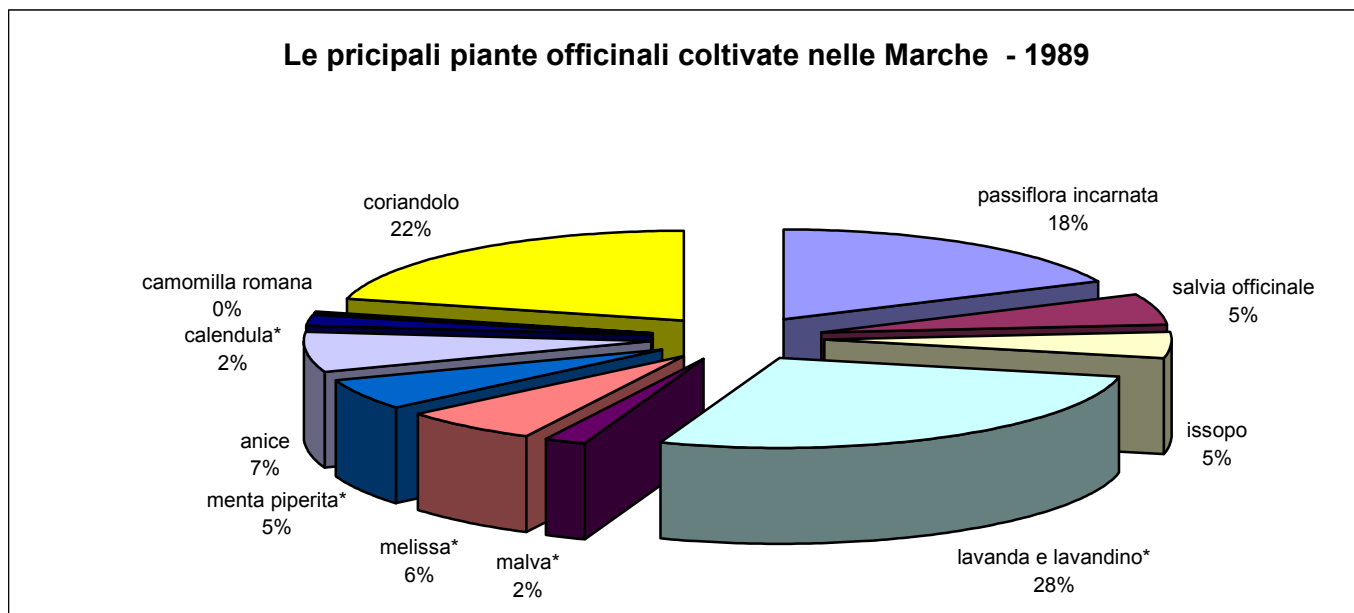 Le pricipali piante officinali coltivate nelle Marche - 1989
coriandolo
22%
passiflora incarnata
18%
camomilla romana
0%
salvia officinale
5%
calendula*
2%
anice
7%
issopo
5%
menta piperita*
5%
melissa*
6%
malva*
2%
lavanda e lavandino*
28%